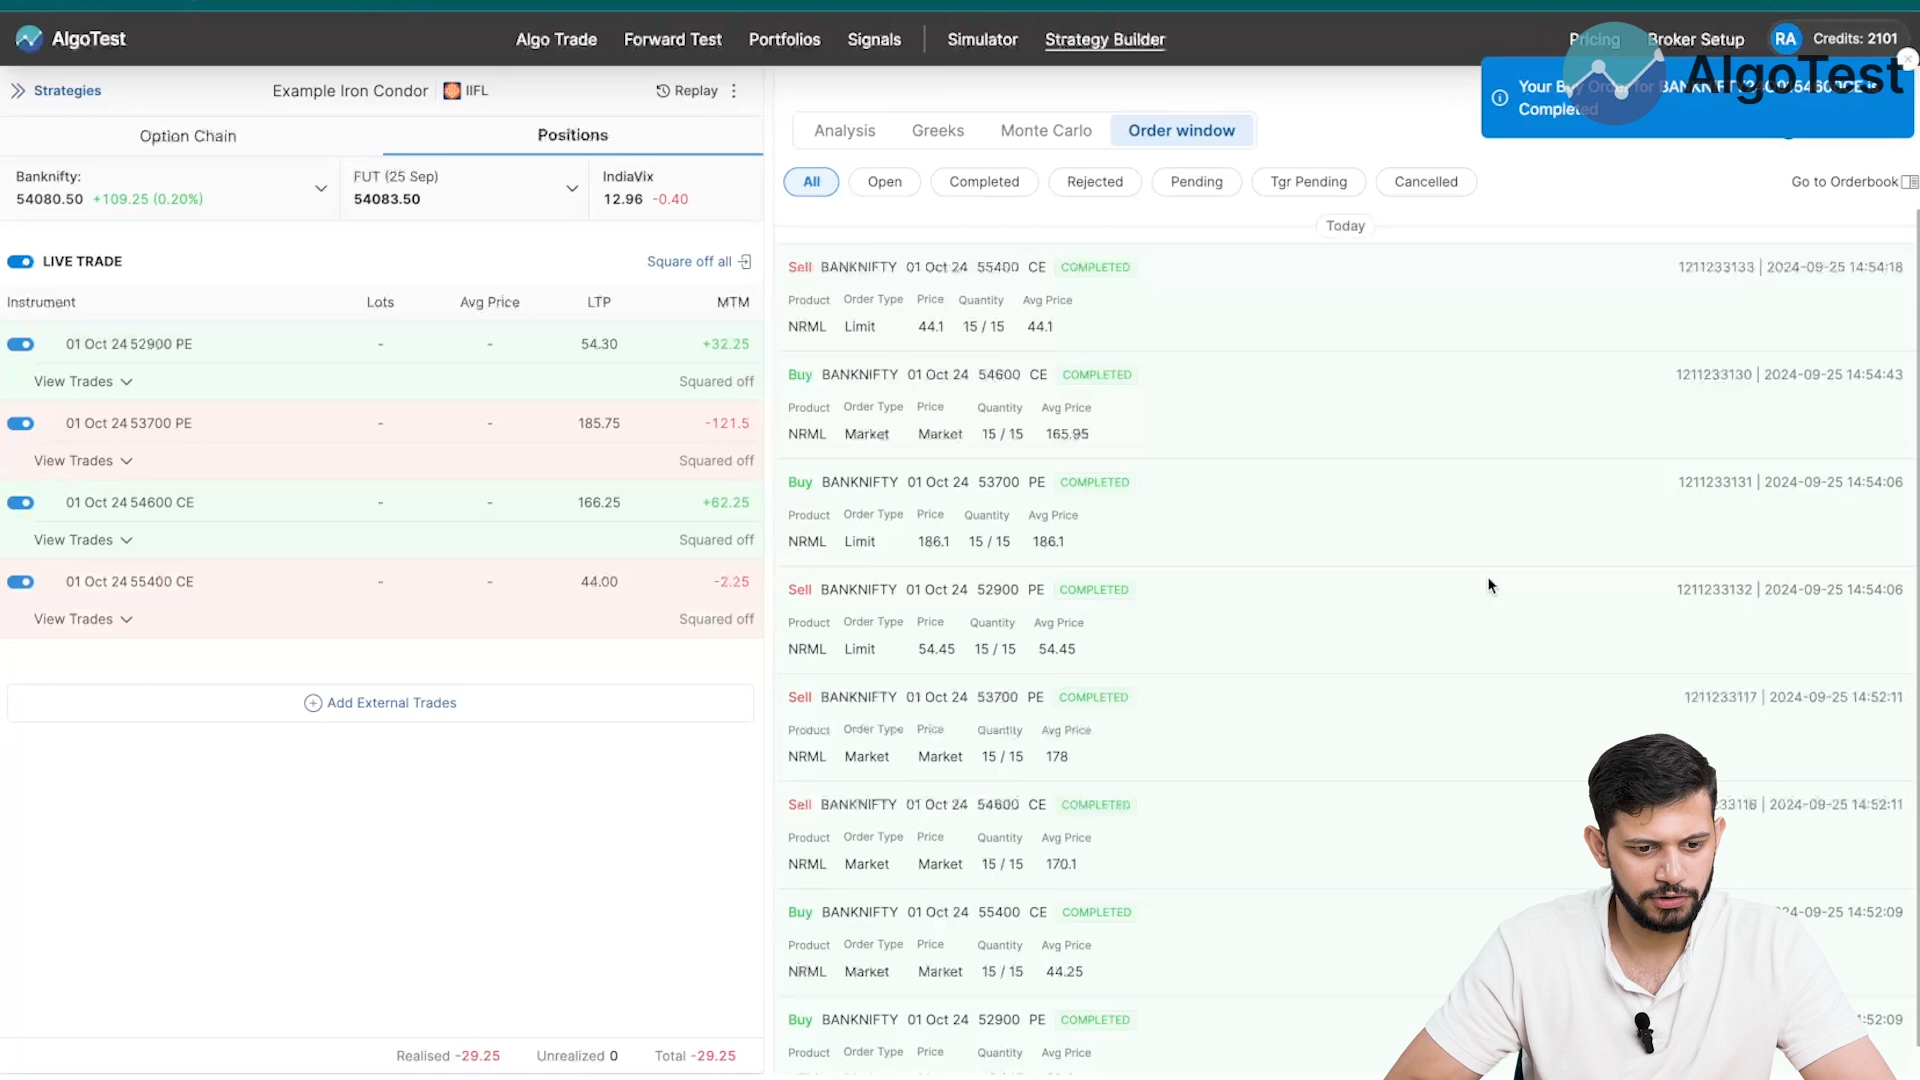 AlgoTest
Algo Trade Forward Test Portfolios Signals Simulator Strategy Builder Pricing Broker Setup RA Credits: 2101
AlgoTest
Your Buy Order for BANKNIFTY24O0154600CE is
Completed
Strategies Example Iron Condor IIFL Replay
Option Chain Positions
Banknifty: FUT (25 Sep) IndiaVix
54080.50 +109.25 (0.20%) 54083.50 12.96 -0.40
LIVE TRADE Square off all
Instrument Lots Avg Price LTP MTM
01 Oct 24 52900 PE - - 54.30 +32.25
View Trades Squared off
01 Oct 24 53700 PE - - 185.75 -121.5
View Trades Squared off
01 Oct 24 54600 CE - - 166.25 +62.25
View Trades Squared off
01 Oct 24 55400 CE - - 44.00 -2.25
View Trades Squared off
Add External Trades
Realised -29.25 Unrealized 0 Total -29.25
Analysis Greeks Monte Carlo Order window
All Open Completed Rejected Pending Tgr Pending Cancelled Go to Orderbook
Today
Sell BANKNIFTY 01 Oct 24 55400 CE COMPLETED 1211233133 | 2024-09-25 14:54:18
Product Order Type Price Quantity Avg Price
NRML Limit 44.1 15 / 15 44.1
Buy BANKNIFTY 01 Oct 24 54600 CE COMPLETED 1211233130 | 2024-09-25 14:54:43
Product Order Type Price Quantity Avg Price
NRML Market Market 15 / 15 165.95
Buy BANKNIFTY 01 Oct 24 53700 PE COMPLETED 1211233131 | 2024-09-25 14:54:06
Product Order Type Price Quantity Avg Price
NRML Limit 186.1 15 / 15 186.1
Sell BANKNIFTY 01 Oct 24 52900 PE COMPLETED 1211233132 | 2024-09-25 14:54:06
Product Order Type Price Quantity Avg Price
NRML Limit 54.45 15 / 15 54.45
Sell BANKNIFTY 01 Oct 24 53700 PE COMPLETED 1211233117 | 2024-09-25 14:52:11
Product Order Type Price Quantity Avg Price
NRML Market Market 15 / 15 178
Sell BANKNIFTY 01 Oct 24 54600 CE COMPLETED 33116 | 2024-09-25 14:52:11
Product Order Type Price Quantity Avg Price
NRML Market Market 15 / 15 170.1
Buy BANKNIFTY 01 Oct 24 55400 CE COMPLETED 24-09-25 14:52:09
Product Order Type Price Quantity Avg Price
NRML Market Market 15 / 15 44.25
Buy BANKNIFTY 01 Oct 24 52900 PE COMPLETED 4:52:09
Product Order Type Price Quantity Avg Price